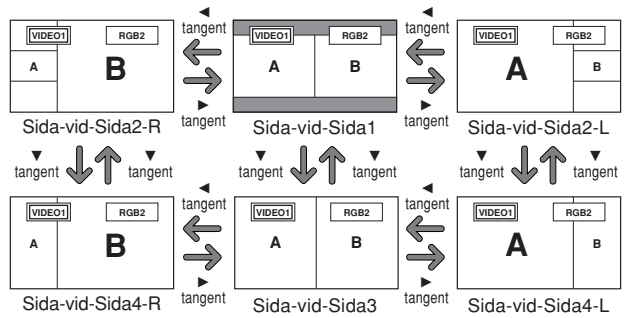 ◄ ◄
tangent tangent
VIDEO1 RGB2 VIDEO1 RGB2 VIDEO1 RGB2
A B A B A B
► ►
tangent tangent
Sida-vid-Sida2-R Sida-vid-Sida1 Sida-vid-Sida2-L
▼ ▼ ▼ ▼ ▼ ▼
tangent tangent tangent tangent tangent tangent
◄ ◄
tangent tangent
VIDEO1 RGB2 VIDEO1 RGB2 VIDEO1 RGB2
A B A B A B
► ►
tangent tangent
Sida-vid-Sida4-R Sida-vid-Sida3 Sida-vid-Sida4-L